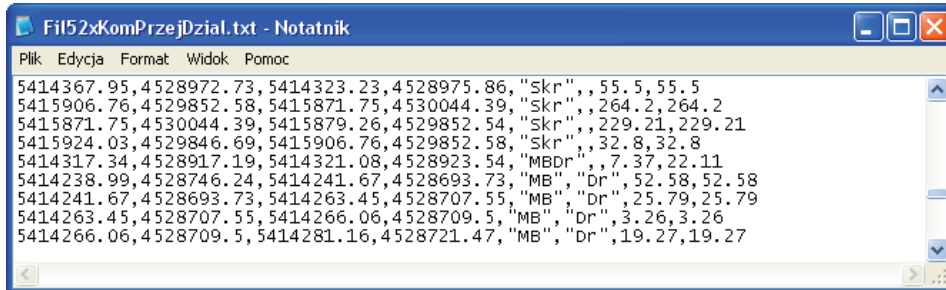 Fil52xKomPrzejDzial.txt - Notatnik
Plik Edycja Format Widok Pomoc
5414367.95,4528972.73,5414323.23,4528975.86,"Skr",,55.5,55.5
5415906.76,4529852.58,5415871.75,4530044.39,"Skr",,264.2,264.2
5415871.75,4530044.39,5415879.26,4529852.54,"Skr",,229.21,229.21
5415924.03,4529846.69,5415906.76,4529852.58,"Skr",,32.8,32.8
5414317.34,4528917.19,5414321.08,4528923.54,"MBDr",,7.37,22.11
5414238.99,4528746.24,5414241.67,4528693.73,"MB","Dr",52.58,52.58
5414241.67,4528693.73,5414263.45,4528707.55,"MB","Dr",25.79,25.79
5414263.45,4528707.55,5414266.06,4528709.5,"MB","Dr",3.26,3.26
5414266.06,4528709.5,5414281.16,4528721.47,"MB","Dr",19.27,19.27